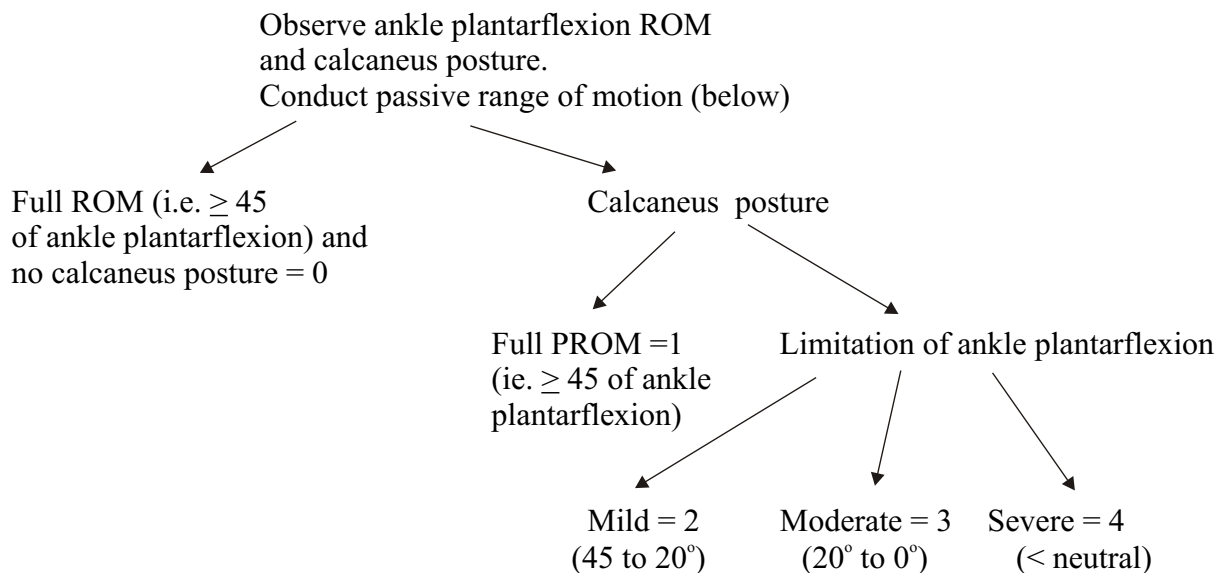 Observe ankle plantarflexion ROM
and calcaneus posture.
Conduct passive range of motion (below)
Full ROM (i.e. ≥ 45
of ankle plantarflexion) and
no calcaneus posture = 0
Calcaneus posture
Full PROM =1
(ie. ≥ 45 of ankle
plantarflexion)
Limitation of ankle plantarflexion
Mild = 2
(45 to 20°)
Moderate = 3
(20° to 0°)
Severe = 4
(< neutral)